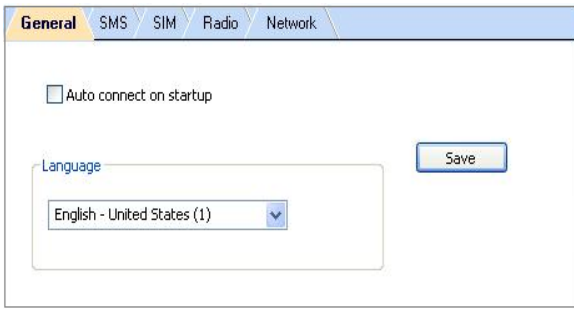 General SMS SIM Radio Network
Auto connect on startup
Save
Language
English - United States (1)